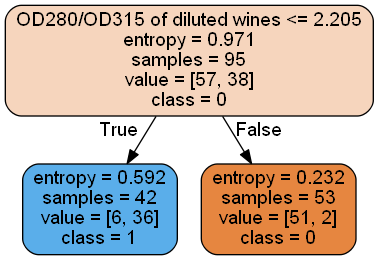 OD280/OD315 of diluted wines <= 2.205
entropy = 0.971
samples = 95
value = [57, 38]
class = 0
True
False
entropy = 0.592
samples = 42
value = [6, 36]
class = 1
entropy = 0.232
samples = 53
value = [51, 2]
class = 0